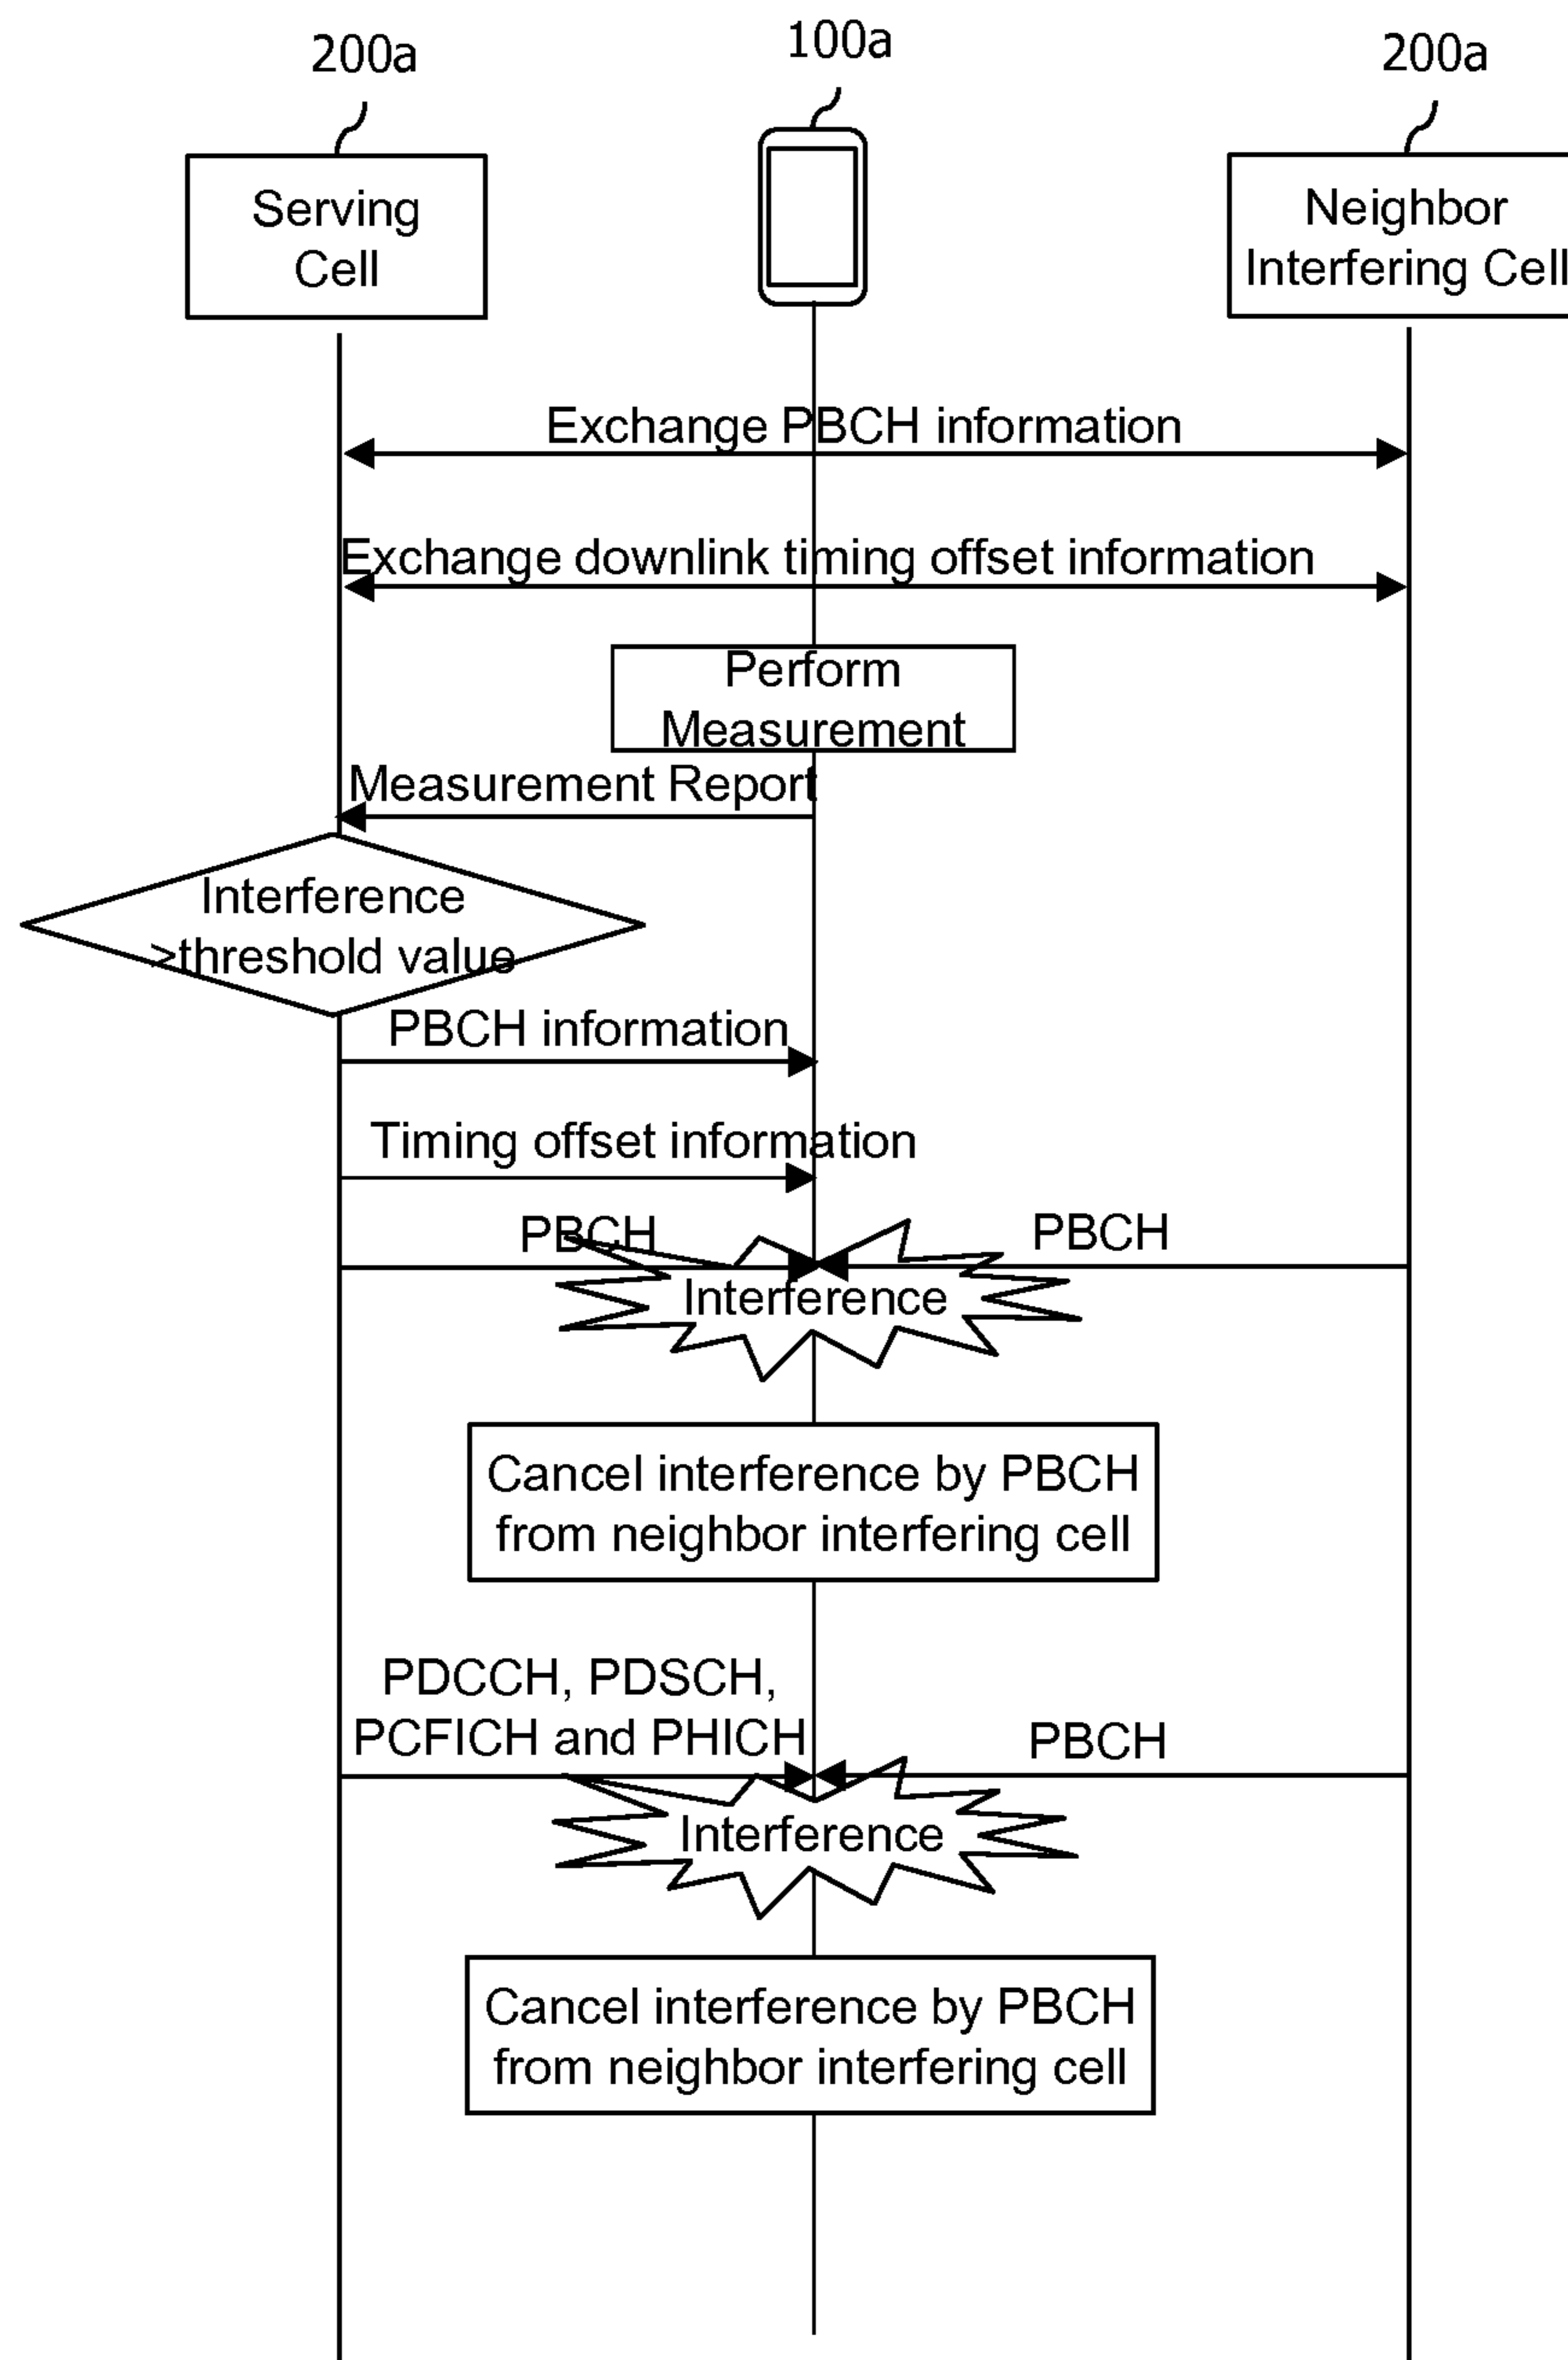 200a
100a
200a
Serving
Cell
Neighbor
Interfering Cell
Exchange PBCH information
Exchange downlink timing offset information
Perform
Measurement
Measurement Report
Interference
>threshold value
PBCH information
Timing offset information
PBCH
PBCH
Interference
Cancel interference by PBCH
from neighbor interfering cell
PDCCH, PDSCH,
PCFICH and PHICH
PBCH
Interference
Cancel interference by PBCH
from neighbor interfering cell